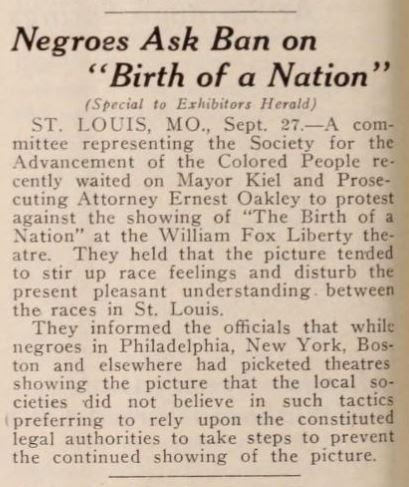 Negroes Ask Ban on
"Birth of a Nation"
(Special to Exhibitors Herald)
ST. LOUIS, MO., Sept. 27.—A com-
mittee representing the Society for the
Advancement of the Colored People re-
cently waited on Mayor Kiel and Prose-
cuting Attorney Ernest Oakley to protest
against the showing of "The Birth of a
Nation" at the William Fox Liberty the-
atre. They held that the picture tended
to stir up race feelings and disturb the
present pleasant understanding between
the races in St. Louis.
They informed the officials that while
negroes in Philadelphia, New York, Bos-
ton and elsewhere had picketed theatres
showing the picture that the local so-
cieties did not believe in such tactics
preferring to rely upon the constituted
legal authorities to take steps to prevent
the continued showing of the picture.